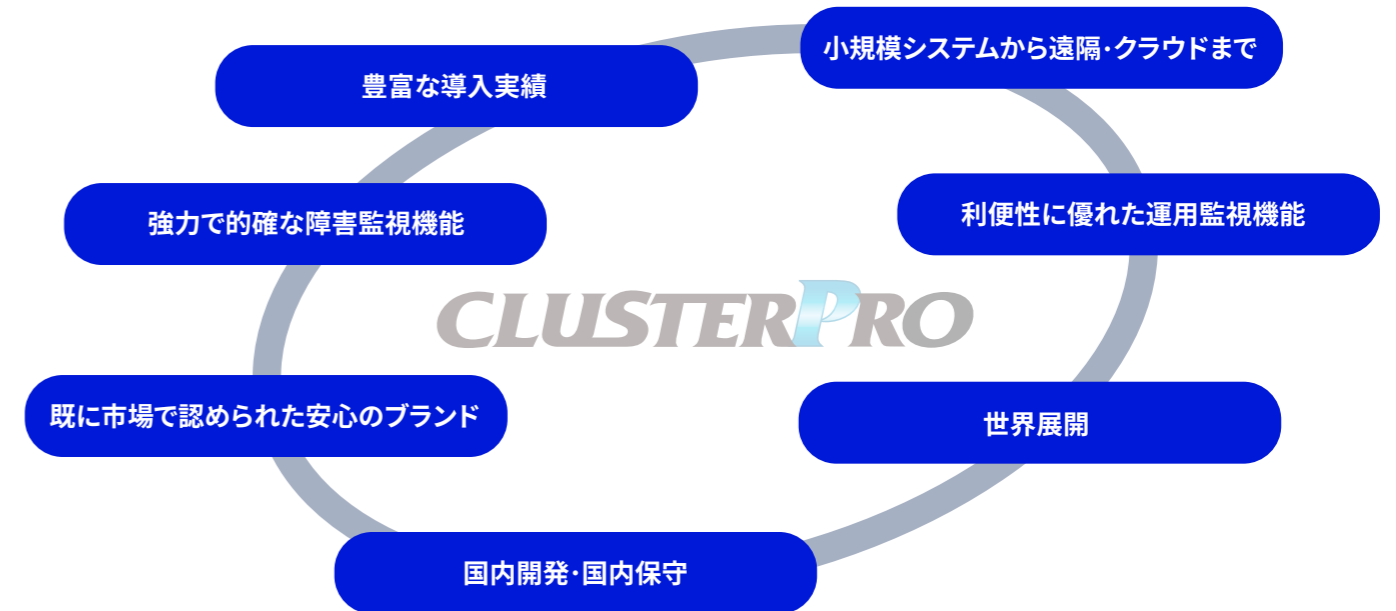 小規模システムから遠隔･クラウドまで
豊富な導入実績
強力で的確な障害監視機能
利便性に優れた運用監視機能
CLUSTERPRO
既に市場で認められた安心のブランド
世界展開
国内開発･国内保守